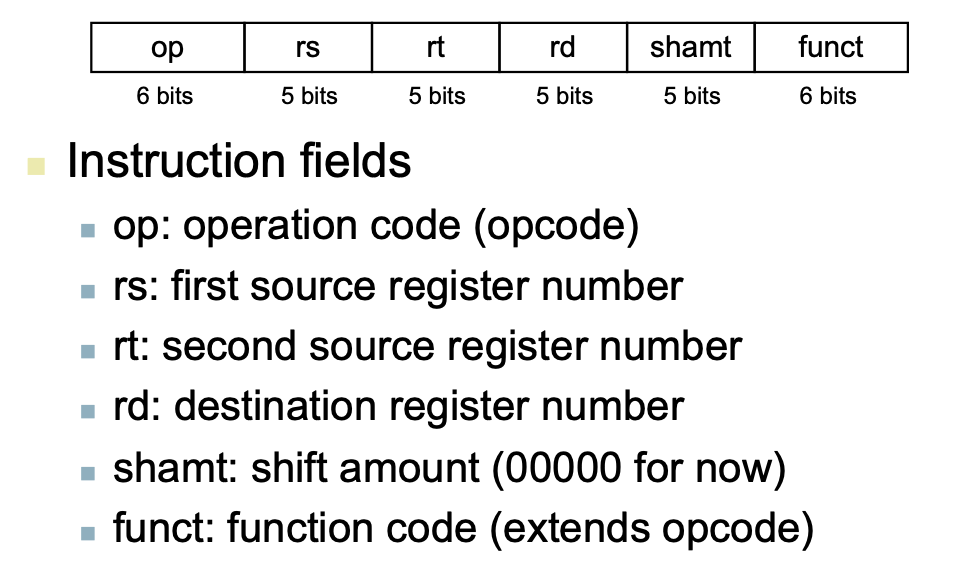 op rs rt rd shamt funct
6 bits 5 bits 5 bits 5 bits 5 bits 6 bits
Instruction fields
op: operation code (opcode)
rs: first source register number
rt: second source register number
rd: destination register number
shamt: shift amount (00000 for now)
funct: function code (extends opcode)